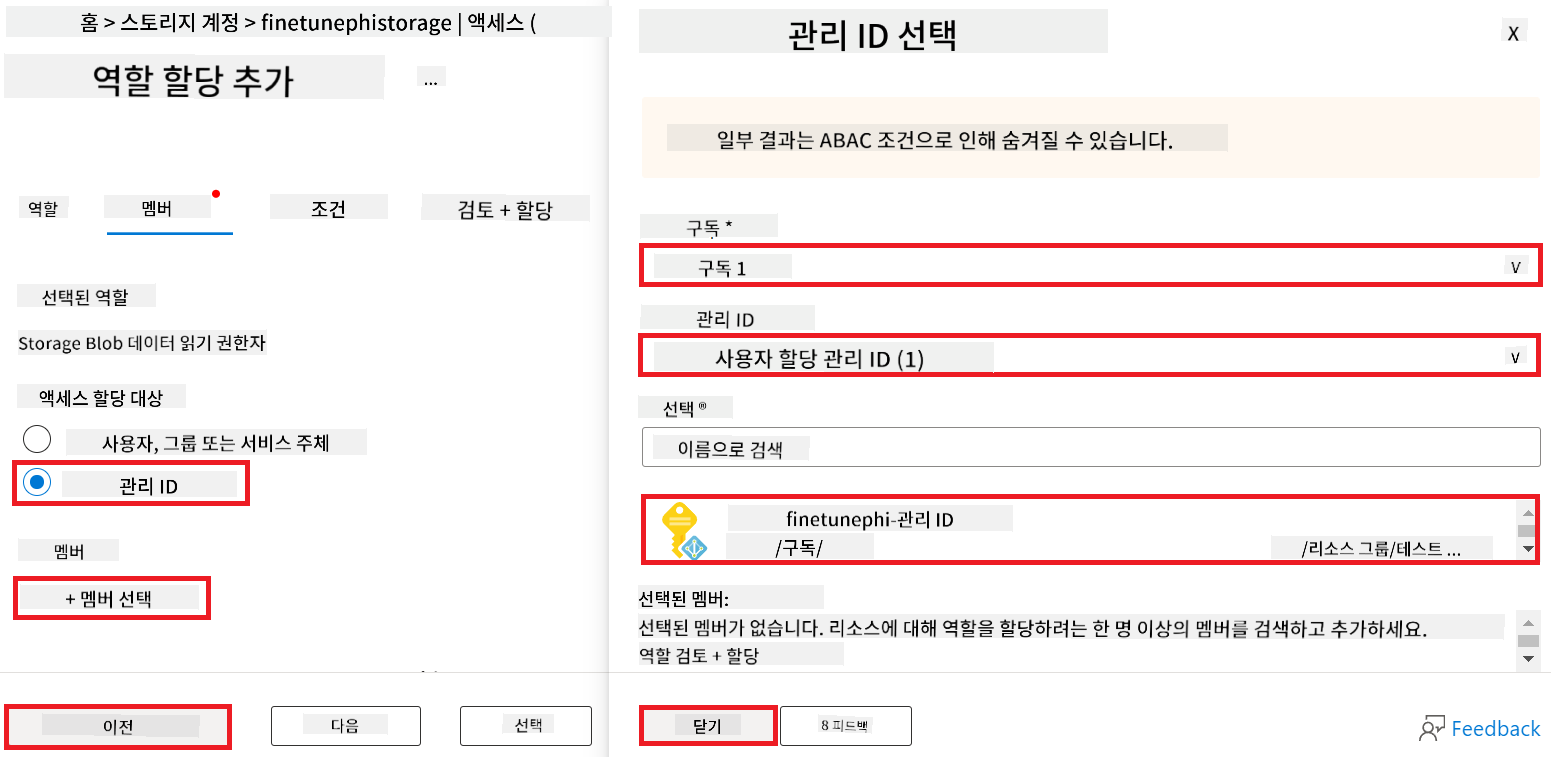 홈 > 스토리지 계정 > finetunephistorage | 액세스 (
역할 할당 추가
...
역할
멤버
조건
검토 + 할당
선택된 역할
Storage Blob 데이터 읽기 권한자
액세스 할당 대상
사용자, 그룹 또는 서비스 주체
관리 ID
멤버
+ 멤버 선택
이전
다음
선택
관리 ID 선택
X
일부 결과는 ABAC 조건으로 인해 숨겨질 수 있습니다.
구독 *
구독 1
v
관리 ID
사용자 할당 관리 ID (1)
v
선택 ®
이름으로 검색
finetunephi-관리 ID
/구독/
/리소스 그룹/테스트 ...
선택된 멤버:
선택된 멤버가 없습니다. 리소스에 대해 역할을 할당하려는 한 명 이상의 멤버를 검색하고 추가하세요.
역할 검토 + 할당
닫기
8 피드백
Feedback